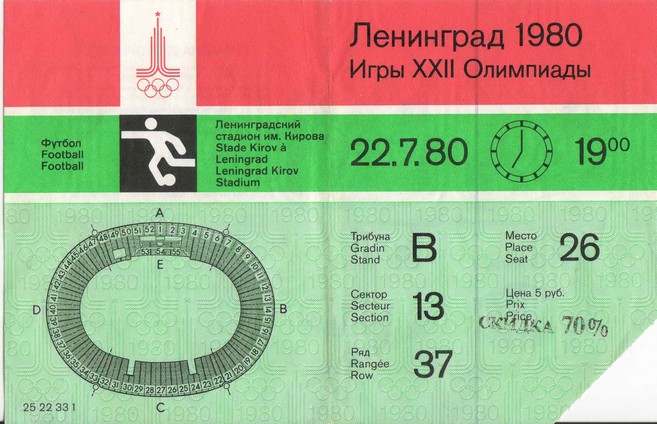 Ленинград 1980
Игры XXII Олимпиады
Футбол
Football
Football
Ленинградский
стадион им. Кирова
Stade Kirov à
Leningrad
Leningrad Kirov
Stadium
22.7.80
19⁰⁰
A
B
C
D
E
Трибуна
Gradin
Stand
B
Место
Place
Seat
26
Сектор
Secteur
Section
13
Цена 5 руб.
Prix
Price
СКИДКА 70%
Ряд
Rangée
Row
37
25 22 33 1